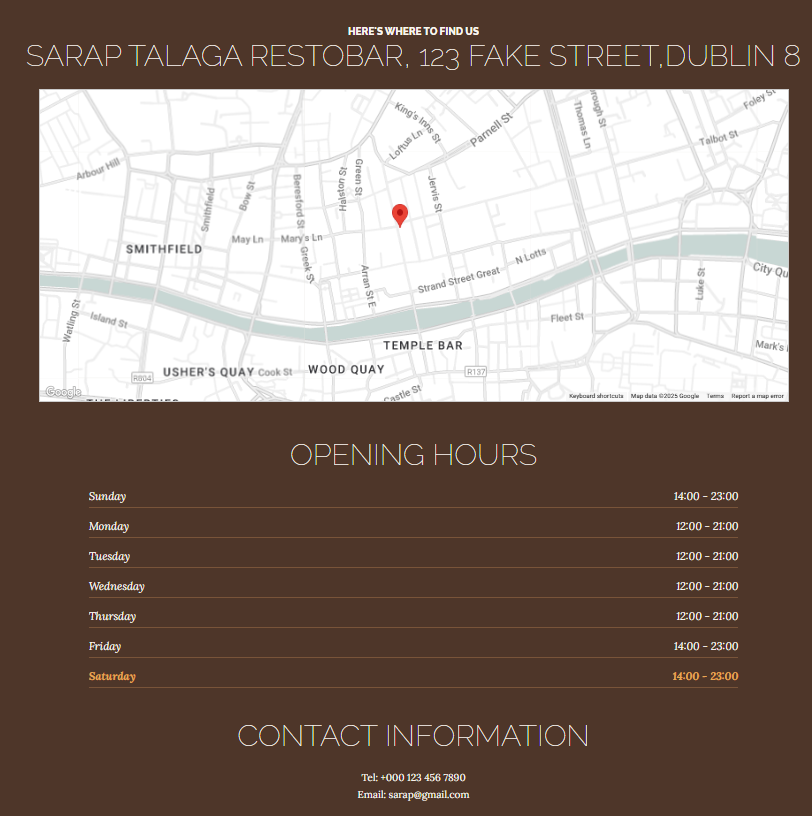 HERE'S WHERE TO FIND US
SARAP TALAGA RESTOBAR, 123 FAKE STREET,DUBLIN 8
King's Inns St
Loftus Ln
Parnell St
Thomas Ln
Foley St
Talbot St
Arbour Hill
Smithfield
Bow St
Beresford St
Halston St
Green St
Jervis St
SMITHFIELD
May Ln
Mary's Ln
Greek St
Arran St E
Strand Street Great
N Lotts
City Qu
Luke St
Watling St
Island St
Fleet St
TEMPLE BAR
Mark's
R804
USHER'S QUAY
Cook St
WOOD QUAY
R137
Castle St
Google
THE LIBERTIES
Keyboard shortcuts
Map data ©2025 Google
Terms
Report a map error
OPENING HOURS
Sunday 14:00 - 23:00
Monday 12:00 - 21:00
Tuesday 12:00 - 21:00
Wednesday 12:00 - 21:00
Thursday 12:00 - 21:00
Friday 14:00 - 23:00
Saturday 14:00 - 23:00
CONTACT INFORMATION
Tel: +000 123 456 7890
Email: sarap@gmail.com